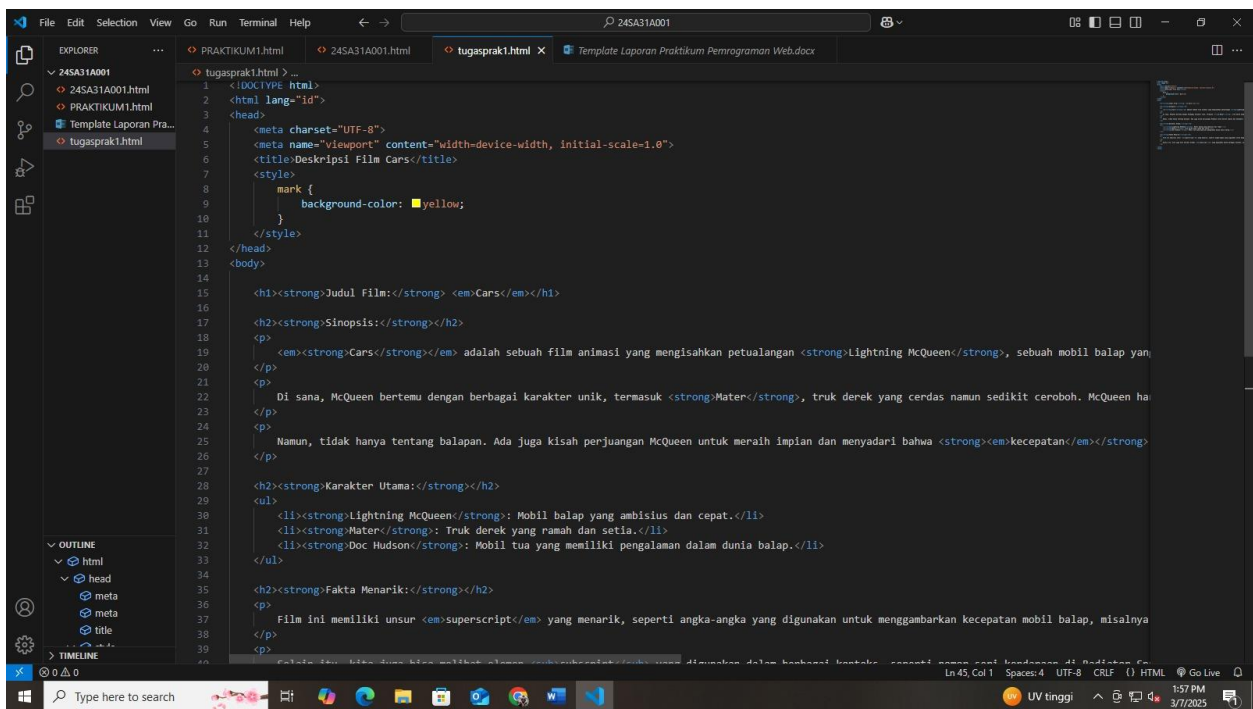 File Edit Selection View Go Run Terminal Help
24SA31A001
EXPLORER
PRAKTIKUM1.html
24SA31A001.html
tugasprak1.html
Template Laporan Praktikum Pemrograman Web.docx
24SA31A001
24SA31A001.html
PRAKTIKUM1.html
Template Laporan Pra...
tugasprak1.html
tugasprak1.html > ...
1 <!DOCTYPE html>
2 <html lang="id">
3 <head>
4 <meta charset="UTF-8">
5 <meta name="viewport" content="width=device-width, initial-scale=1.0">
6 <title>Deskripsi Film Cars</title>
7 <style>
8 mark {
9 background-color: yellow;
10 }
11 </style>
12 </head>
13 <body>
14
15 <h1><strong>Judul Film:</strong> <em>Cars</em></h1>
16
17 <h2><strong>Sinopsis:</strong></h2>
18 <p>
19 <em><strong>Cars</strong></em> adalah sebuah film animasi yang mengisahkan petualangan <strong>Lightning McQueen</strong>, sebuah mobil balap yang
20 </p>
21 <p>
22 Di sana, McQueen bertemu dengan berbagai karakter unik, termasuk <strong>Mater</strong>, truk derek yang cerdas namun sedikit ceroboh. McQueen ha
23 </p>
24 <p>
25 Namun, tidak hanya tentang balapan. Ada juga kisah perjuangan McQueen untuk meraih impian dan menyadari bahwa <strong><em>kecepatan</em></strong>
26 </p>
27
28 <h2><strong>Karakter Utama:</strong></h2>
29 <ul>
30 <li><strong>Lightning McQueen</strong>: Mobil balap yang ambisius dan cepat.</li>
31 <li><strong>Mater</strong>: Truk derek yang ramah dan setia.</li>
32 <li><strong>Doc Hudson</strong>: Mobil tua yang memiliki pengalaman dalam dunia balap.</li>
33 </ul>
34
35 <h2><strong>Fakta Menarik:</strong></h2>
36 <p>
37 Film ini memiliki unsur <em>superscript</em> yang menarik, seperti angka-angka yang digunakan untuk menggambarkan kecepatan mobil balap, misalnya
38 </p>
39 <p>
OUTLINE
html
head
meta
meta
title
TIMELINE
0 0
Ln 45, Col 1 Spaces: 4 UTF-8 CRLF {} HTML Go Live
Type here to search
UV tinggi
1:57 PM
3/7/2025